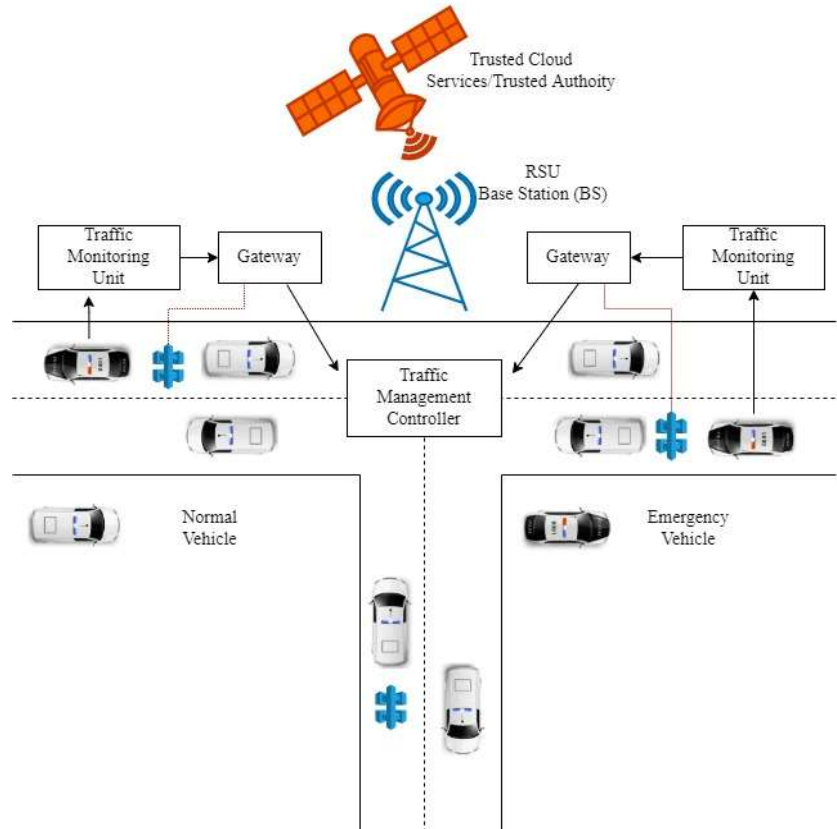 Trusted Cloud
Services/Trusted Authoity
RSU
Base Station (BS)
Traffic
Monitoring
Unit
Gateway
Gateway
Traffic
Monitoring
Unit
Traffic
Management
Controller
Normal
Vehicle
Emergency
Vehicle